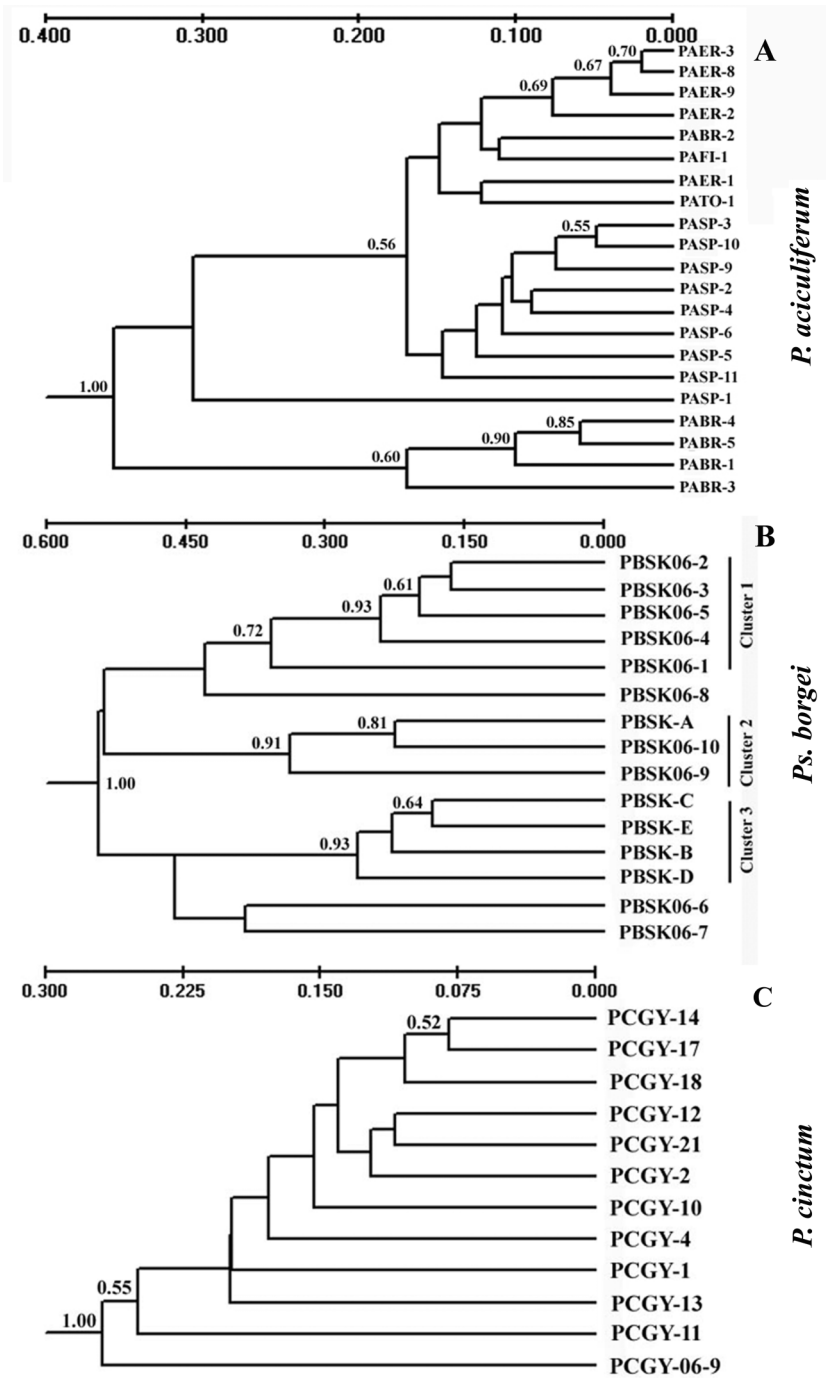 0.400 0.300 0.200 0.100 0.000
A
PAER-3
0.70
PAER-8
0.67
PAER-9
0.69
PAER-2
PABR-2
PAFI-1
PAER-1
PATO-1
PASP-3
0.55
PASP-10
0.56
PASP-9
PASP-2
PASP-4
PASP-6
PASP-5
PASP-11
1.00
PASP-1
PABR-4
0.85
PABR-5
0.90
0.60
PABR-1
PABR-3
P. aciculiferum
0.600 0.450 0.300 0.150 0.000
B
PBSK06-2
0.61
PBSK06-3
0.93
PBSK06-5
0.72
PBSK06-4
PBSK06-1
Cluster 1
PBSK06-8
0.81
PBSK-A
0.91
PBSK06-10
PBSK06-9
Cluster 2
1.00
0.64
PBSK-C
PBSK-E
0.93
PBSK-B
PBSK-D
Cluster 3
PBSK06-6
PBSK06-7
Ps. borgei
0.300 0.225 0.150 0.075 0.000
C
PCGY-14
0.52
PCGY-17
PCGY-18
PCGY-12
PCGY-21
PCGY-2
PCGY-10
PCGY-4
PCGY-1
0.55
PCGY-13
1.00
PCGY-11
PCGY-06-9
P. cinctum